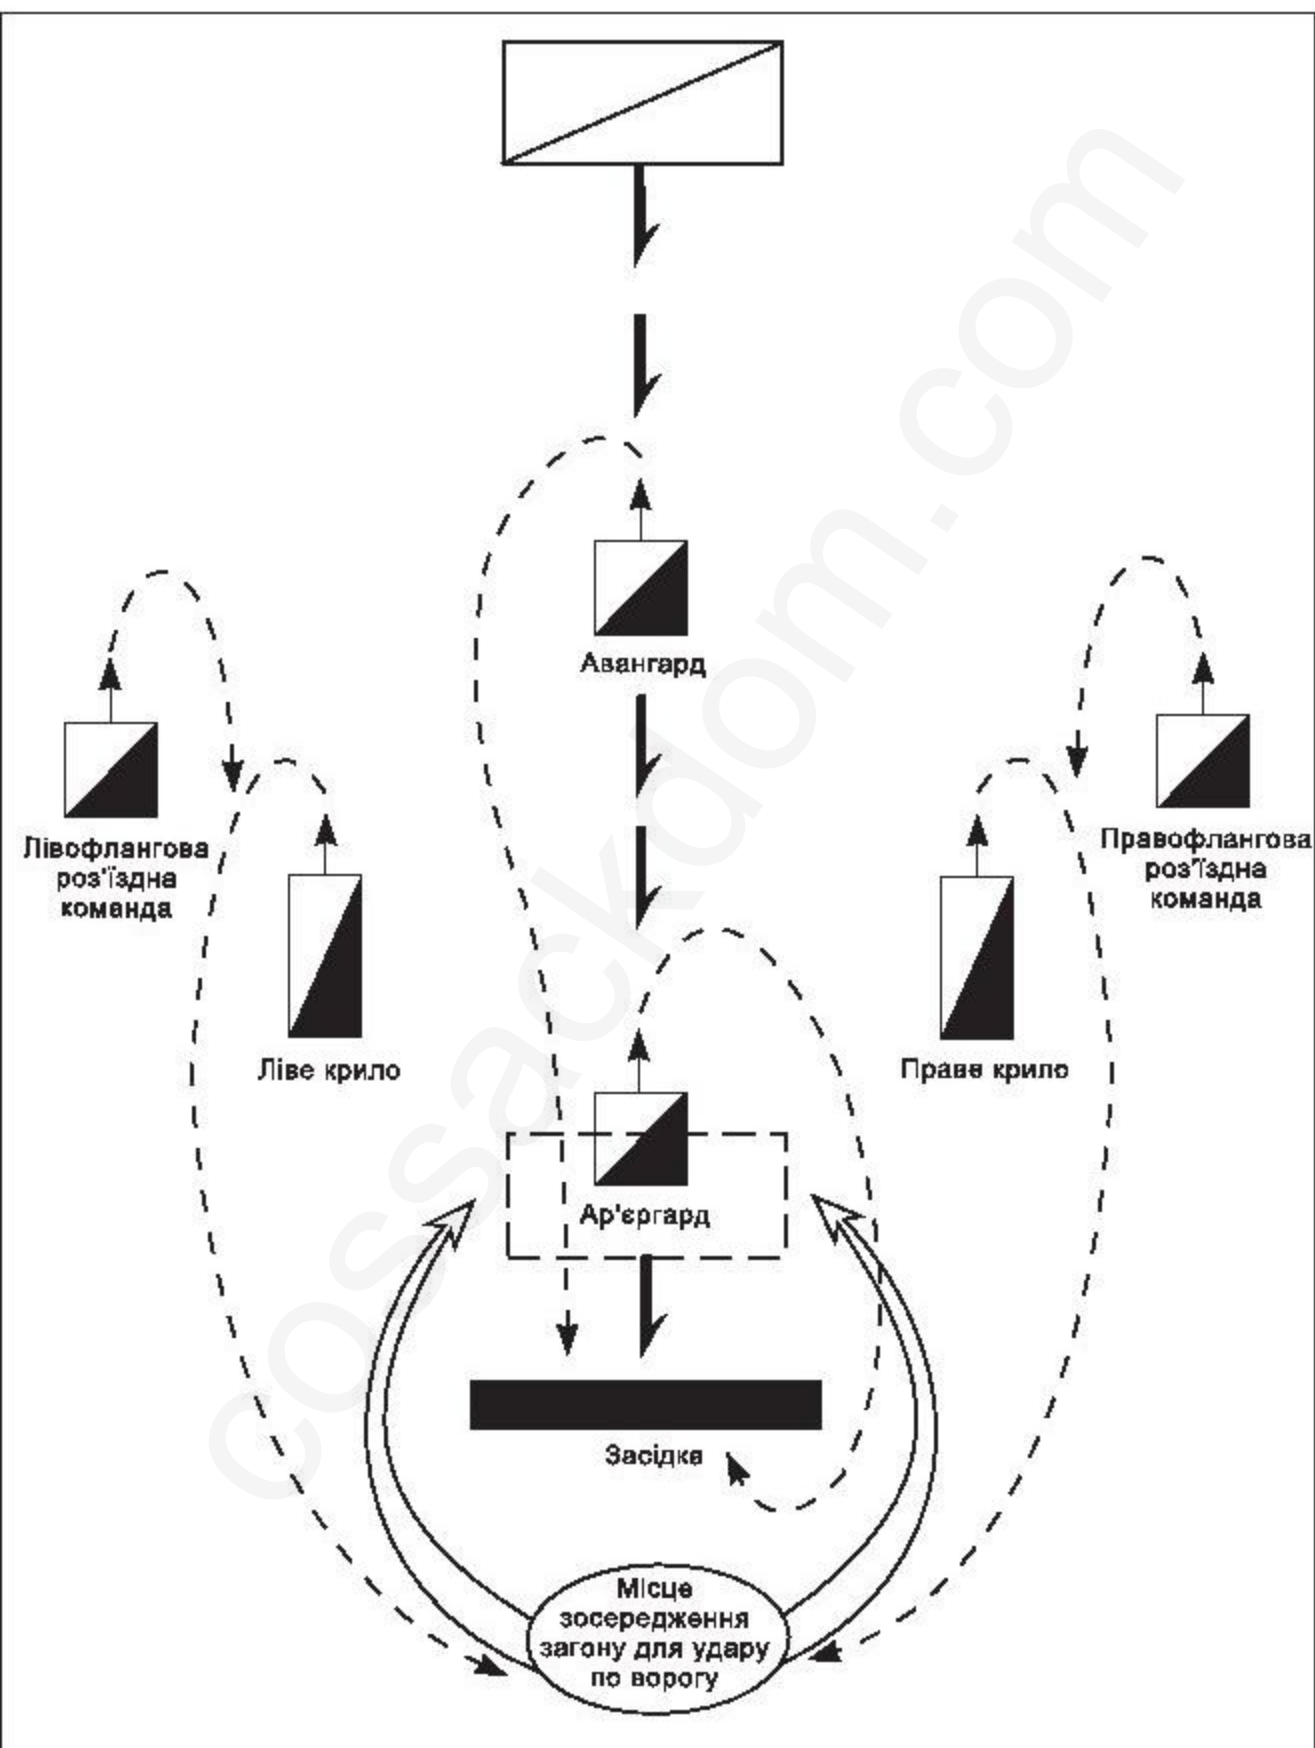 Авангард
Лівофлангова
роз'їздна
команда
Правофлангова
роз'їздна
команда
Ліве крило
Праве крило
Ар'єргард
Засідка
Місце
зосередження
загону для удару
по ворогу
cossackdom.com